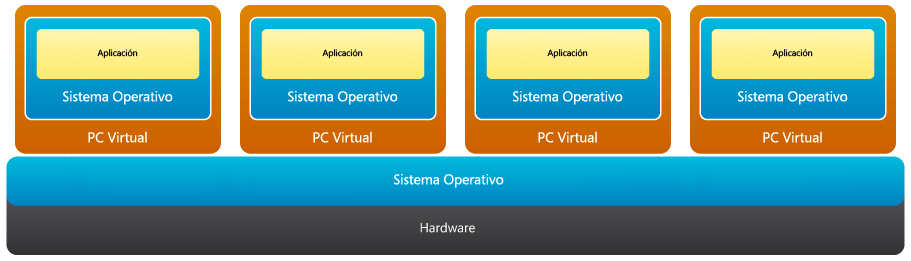 Aplicación
Aplicación
Aplicación
Aplicación
Sistema Operativo
Sistema Operativo
Sistema Operativo
Sistema Operativo
PC Virtual
PC Virtual
PC Virtual
PC Virtual
Sistema Operativo
Hardware